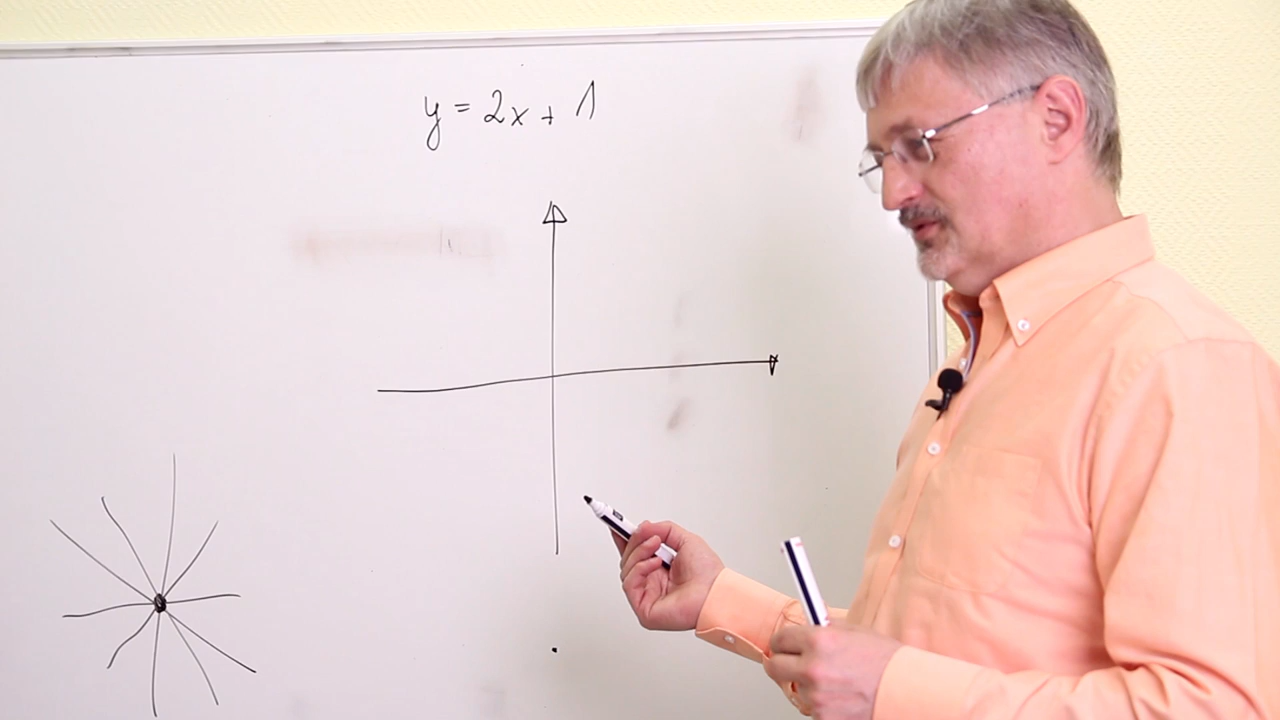 y = 2x + 1